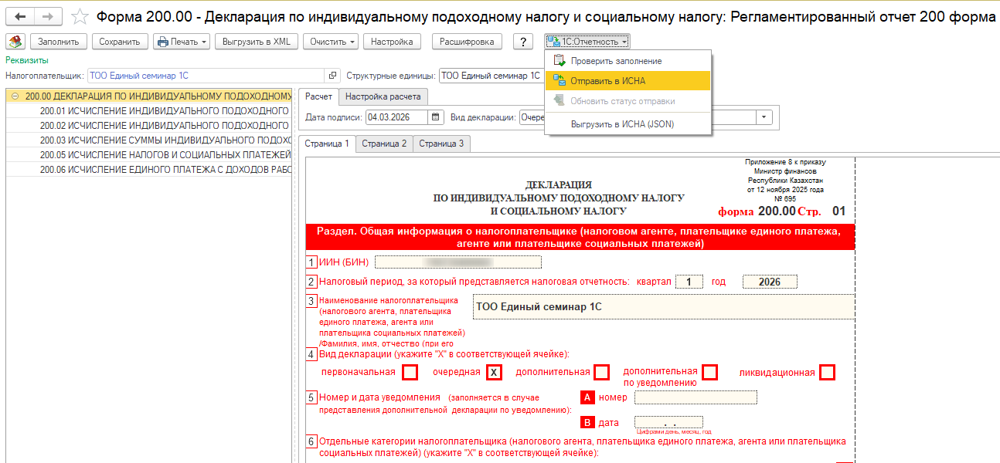 Форма 200.00 - Декларация по индивидуальному подоходному налогу и социальному налогу: Регламентированный отчет 200 форма
Заполнить Сохранить Печать Выгрузить в XML Очистить Настройка Расшифровка ? 1С:Отчетность
Проверить заполнение
Отправить в ИСНА
Обновить статус отправки
Выгрузить в ИСНА (JSON)
Реквизиты
Налогоплательщик: ТОО Единый семинар 1С Структурные единицы: ТОО Единый семинар 1С
200.00 ДЕКЛАРАЦИЯ ПО ИНДИВИДУАЛЬНОМУ ПОДОХОДНОМУ
200.01 ИСЧИСЛЕНИЕ ИНДИВИДУАЛЬНОГО ПОДОХОДНОГО
200.02 ИСЧИСЛЕНИЕ ИНДИВИДУАЛЬНОГО ПОДОХОДНОГО
200.03 ИСЧИСЛЕНИЕ СУММЫ ИНДИВИДУАЛЬНОГО ПОДОХО
200.05 ИСЧИСЛЕНИЕ НАЛОГОВ И СОЦИАЛЬНЫХ ПЛАТЕЖЕЙ
200.06 ИСЧИСЛЕНИЕ ЕДИНОГО ПЛАТЕЖА С ДОХОДОВ РАБО
Расчет Настройка расчета
Дата подписи: 04.03.2026 Вид декларации: Очере
Страница 1 Страница 2 Страница 3
Приложение 8 к приказу
Министр финансов
Республики Казахстан
от 12 ноября 2025 года
№ 695
ДЕКЛАРАЦИЯ
ПО ИНДИВИДУАЛЬНОМУ ПОДОХОДНОМУ НАЛОГУ
И СОЦИАЛЬНОМУ НАЛОГУ
форма 200.00 Стр. 01
Раздел. Общая информация о налогоплательщике (налоговом агенте, плательщике единого платежа,
агенте или плательщике социальных платежей)
1 ИИН (БИН)
2 Налоговый период, за который представляется налоговая отчетность: квартал 1 год 2026
3 Наименование налогоплательщика
(налогового агента, плательщика
единого платежа, агента или
плательщика социальных платежей)
/Фамилия, имя, отчество (при его
ТОО Единый семинар 1С
4 Вид декларации (укажите "X" в соответствующей ячейке):
первоначальная очередная X дополнительная дополнительная
по уведомлению ликвидационная
5 Номер и дата уведомления (заполняется в случае
представления дополнительной декларации по уведомлению):
A номер
B дата . .
Цифрами день, месяц, год
6 Отдельные категории налогоплательщика (налогового агента, плательщика единого платежа, агента или плательщика
социальных платежей) (укажите "X" в соответствующей ячейке):